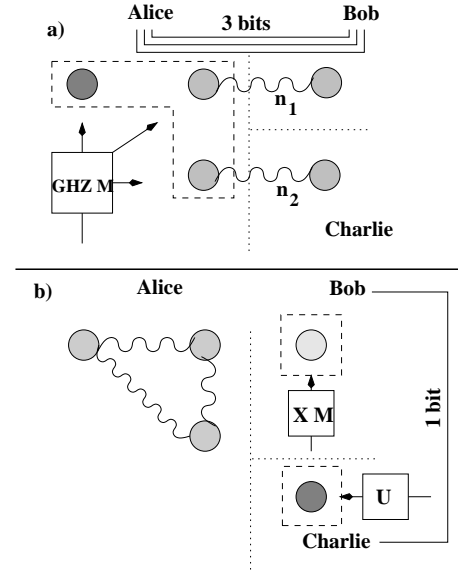 a)
Alice 3 bits Bob
n1
GHZ M
n2
Charlie
b) Alice Bob
X M
1 bit
U
Charlie